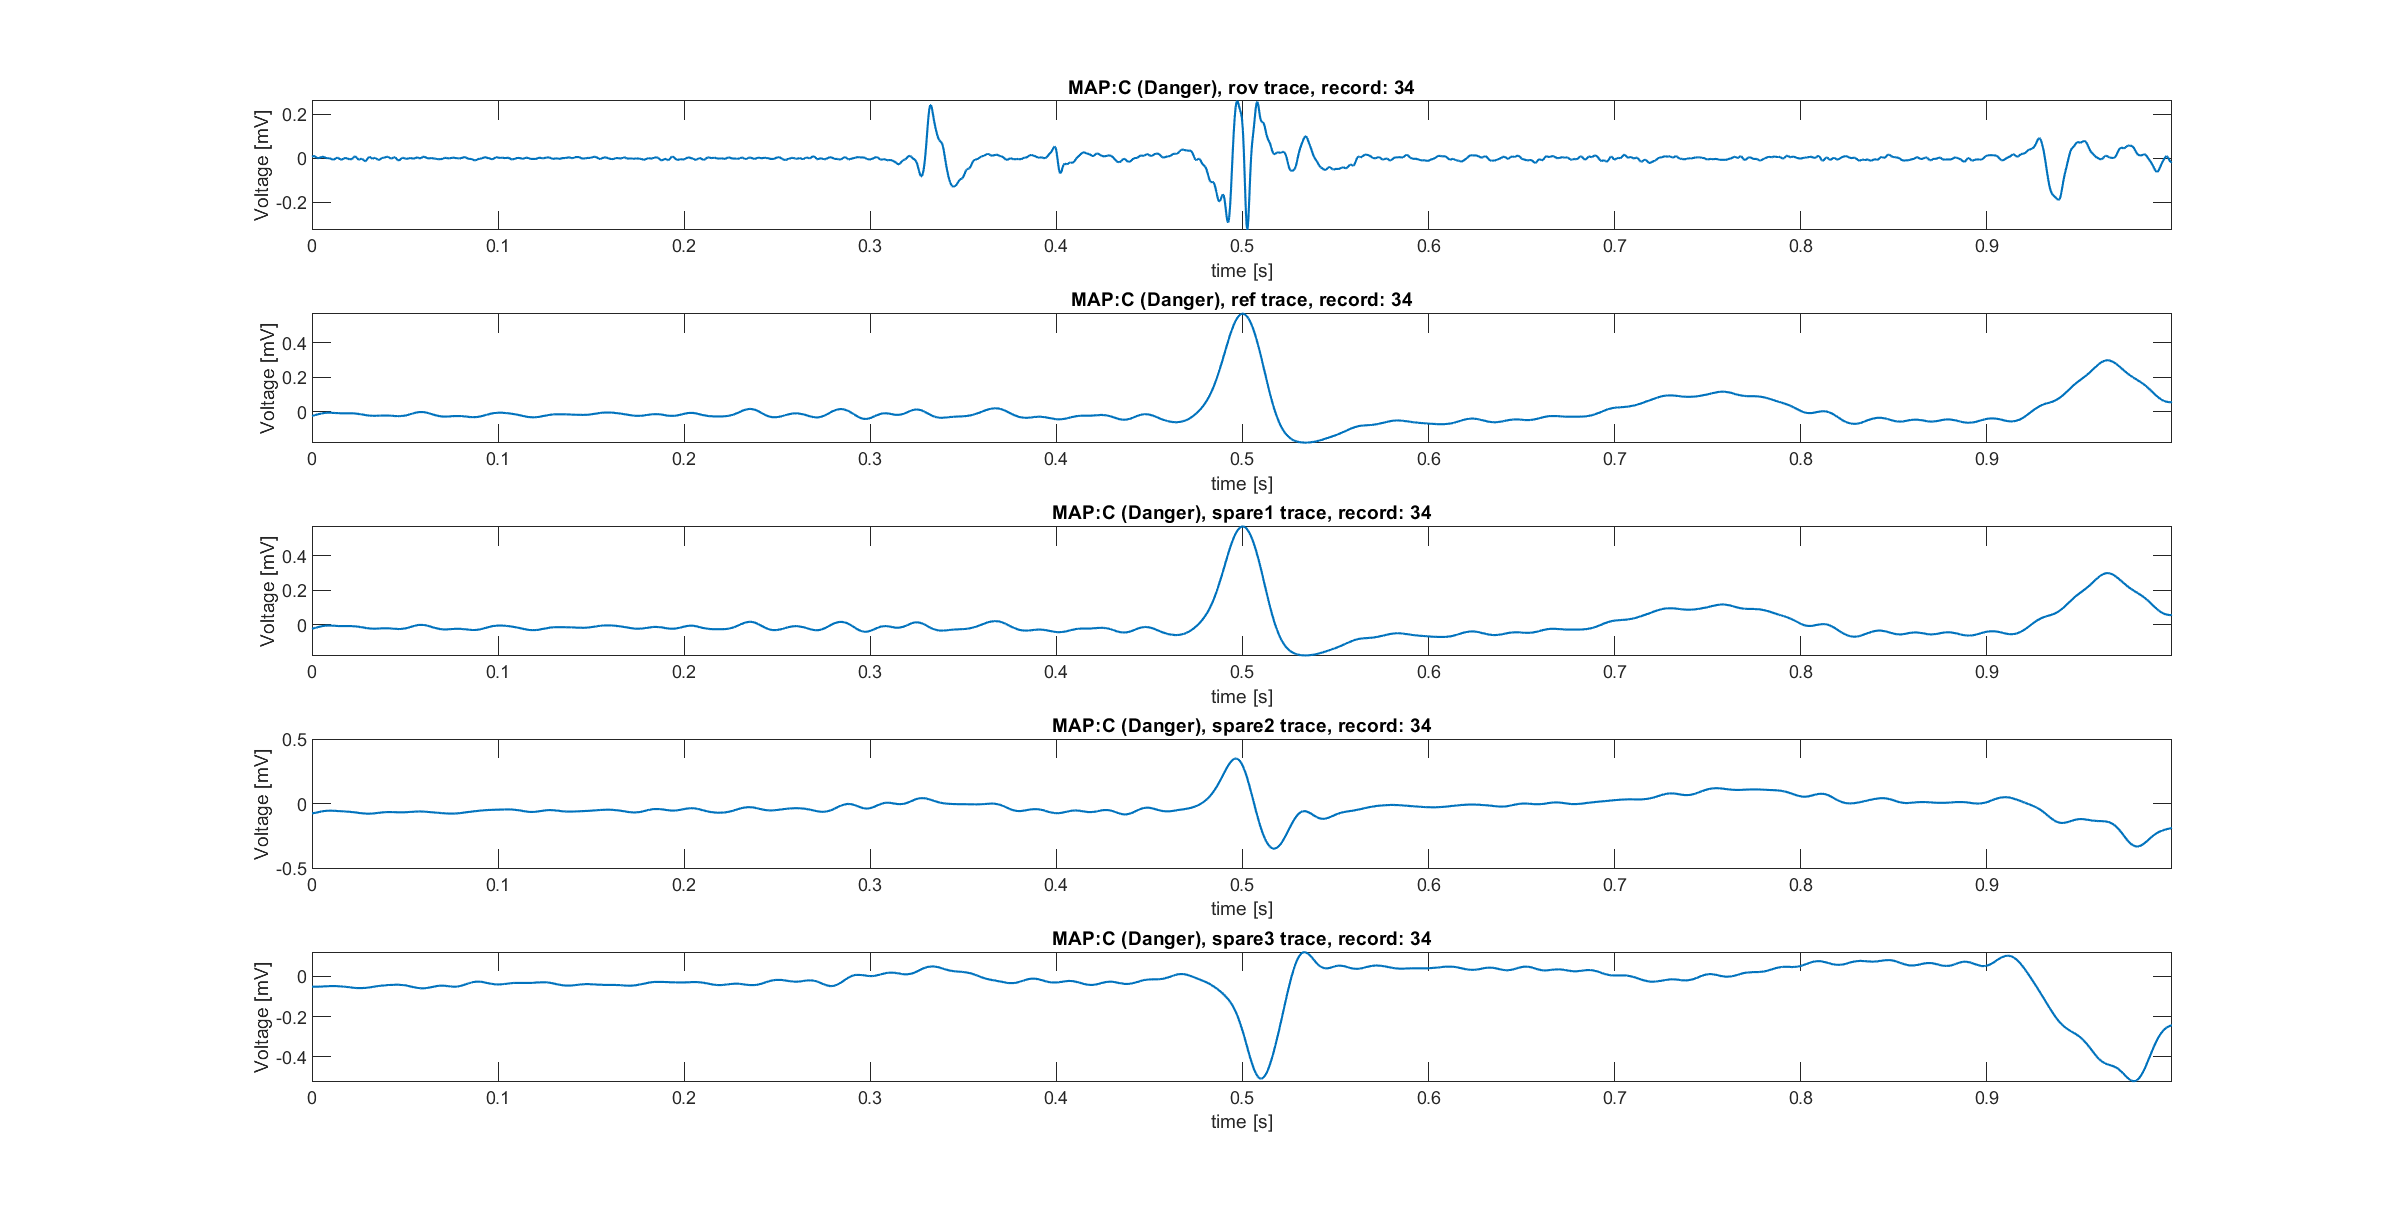 MAP:C (Danger), rov trace, record: 34
Voltage [mV]
0.2
0
-0.2
0 0.1 0.2 0.3 0.4 0.5 0.6 0.7 0.8 0.9
time [s]
MAP:C (Danger), ref trace, record: 34
Voltage [mV]
0.4
0.2
0
0 0.1 0.2 0.3 0.4 0.5 0.6 0.7 0.8 0.9
time [s]
MAP:C (Danger), spare1 trace, record: 34
Voltage [mV]
0.4
0.2
0
0 0.1 0.2 0.3 0.4 0.5 0.6 0.7 0.8 0.9
time [s]
MAP:C (Danger), spare2 trace, record: 34
Voltage [mV]
0.5
0
-0.5
0 0.1 0.2 0.3 0.4 0.5 0.6 0.7 0.8 0.9
time [s]
MAP:C (Danger), spare3 trace, record: 34
Voltage [mV]
0
-0.2
-0.4
0 0.1 0.2 0.3 0.4 0.5 0.6 0.7 0.8 0.9
time [s]